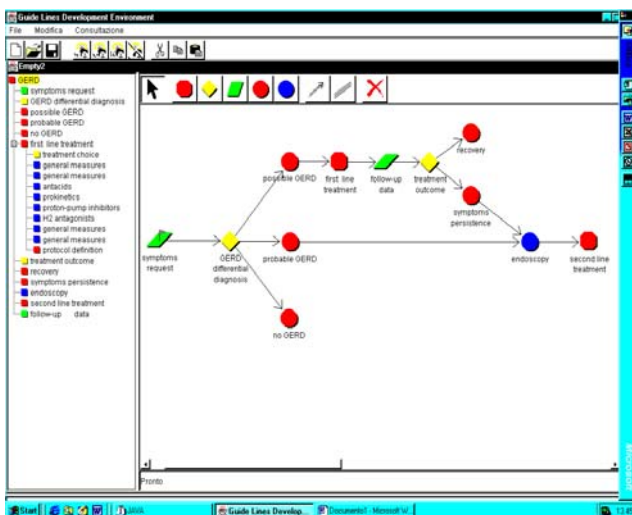 Guide Lines Development Environment
File Modifica Consultazione
Empty2
GERD
symptoms request
GERD differential diagnosis
possible GERD
probable GERD
no GERD
first line treatment
treatment choice
general measures
general measures
antacids
prokinetics
proton-pump inhibitors
H2 antagonists
general measures
general measures
protocol definition
treatment outcome
recovery
symptoms persistence
endoscopy
second line treatment
follow-up data
recovery
possible GERD
first line
treatment
follow-up
data
treatment
outcome
symptoms
persistence
symptoms
request
GERD
differential
diagnosis
probable GERD
endoscopy
second line
treatment
no GERD
Pronto
Microsoft
Start
JAVA
Guide Lines Develop...
Documento1 - Microsoft W...